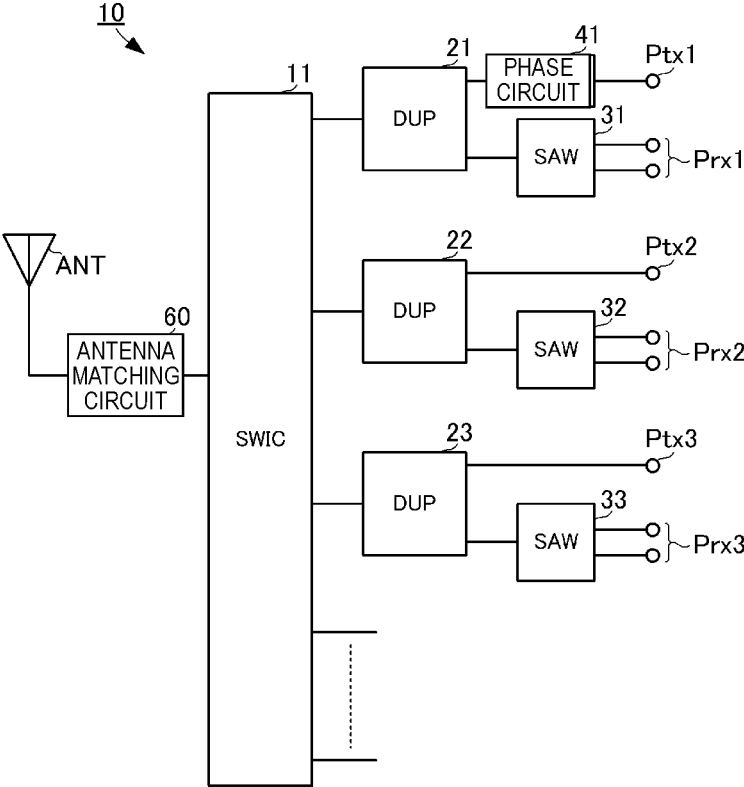 10
11
21
41
Ptx1
PHASE
CIRCUIT
DUP
31
SAW
Prx1
ANT
22
Ptx2
DUP
32
SAW
Prx2
60
ANTENNA
MATCHING
CIRCUIT
SWIC
23
Ptx3
DUP
33
SAW
Prx3